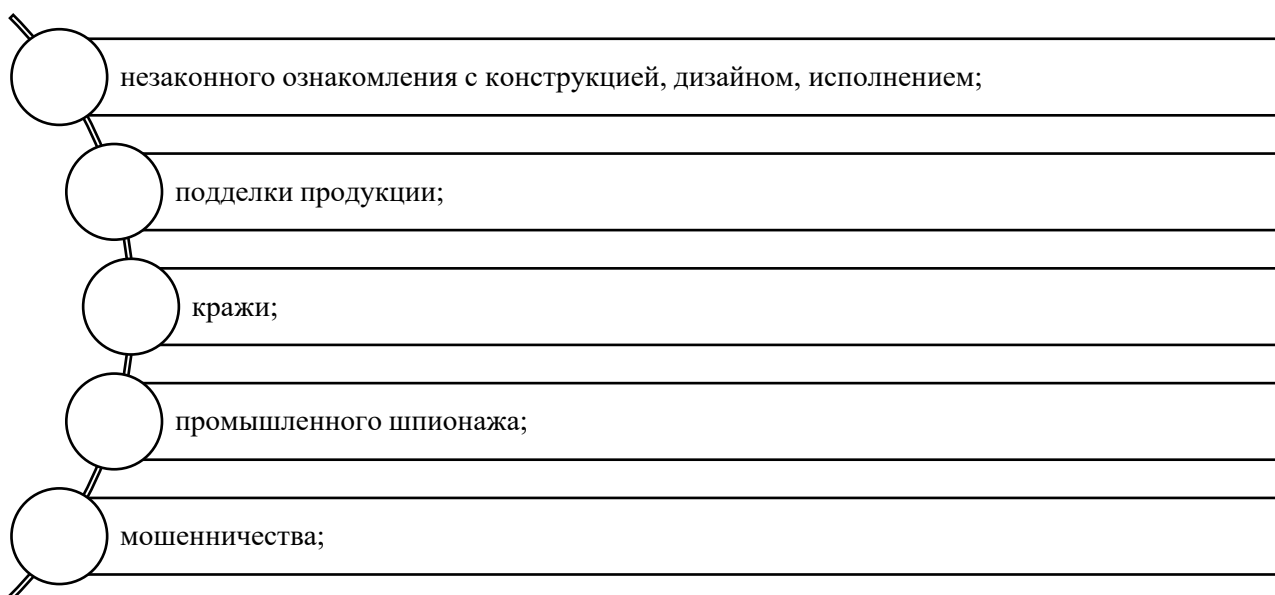 незаконного ознакомления с конструкцией, дизайном, исполнением;
подделки продукции;
кражи;
промышленного шпионажа;
мошенничества;